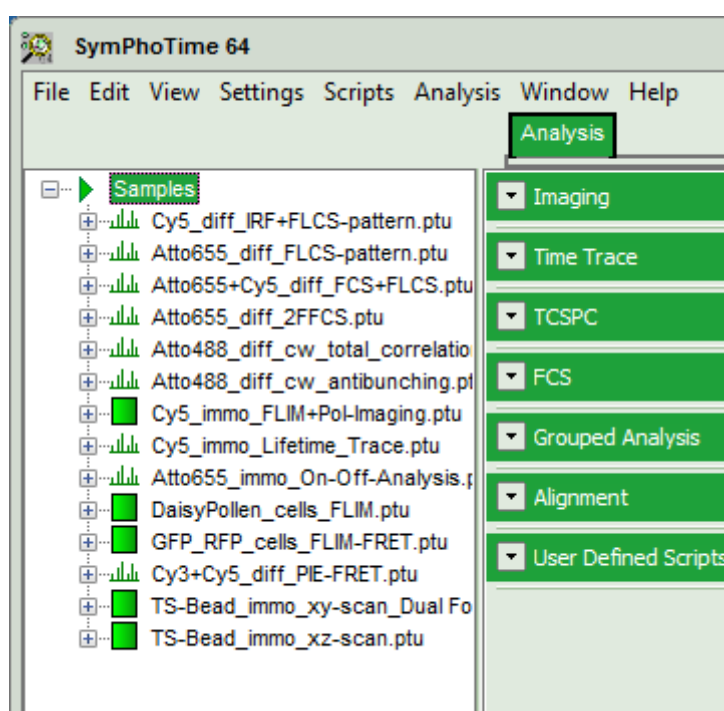 SymPhoTime 64
File Edit View Settings Scripts Analysis Window Help
Analysis
Samples
Cy5_diff_IRF+FLCS-pattern.ptu
Atto655_diff_FLCS-pattern.ptu
Atto655+Cy5_diff_FCS+FLCS.ptu
Atto655_diff_2FFCS.ptu
Atto488_diff_cw_total_correlatio
Atto488_diff_cw_antibunching.pt
Cy5_immo_FLIM+Pol-Imaging.ptu
Cy5_immo_Lifetime_Trace.ptu
Atto655_immo_On-Off-Analysis.p
DaisyPollen_cells_FLIM.ptu
GFP_RFP_cells_FLIM-FRET.ptu
Cy3+Cy5_diff_PIE-FRET.ptu
TS-Bead_immo_xy-scan_Dual Fo
TS-Bead_immo_xz-scan.ptu
Imaging
Time Trace
TCSPC
FCS
Grouped Analysis
Alignment
User Defined Scripts